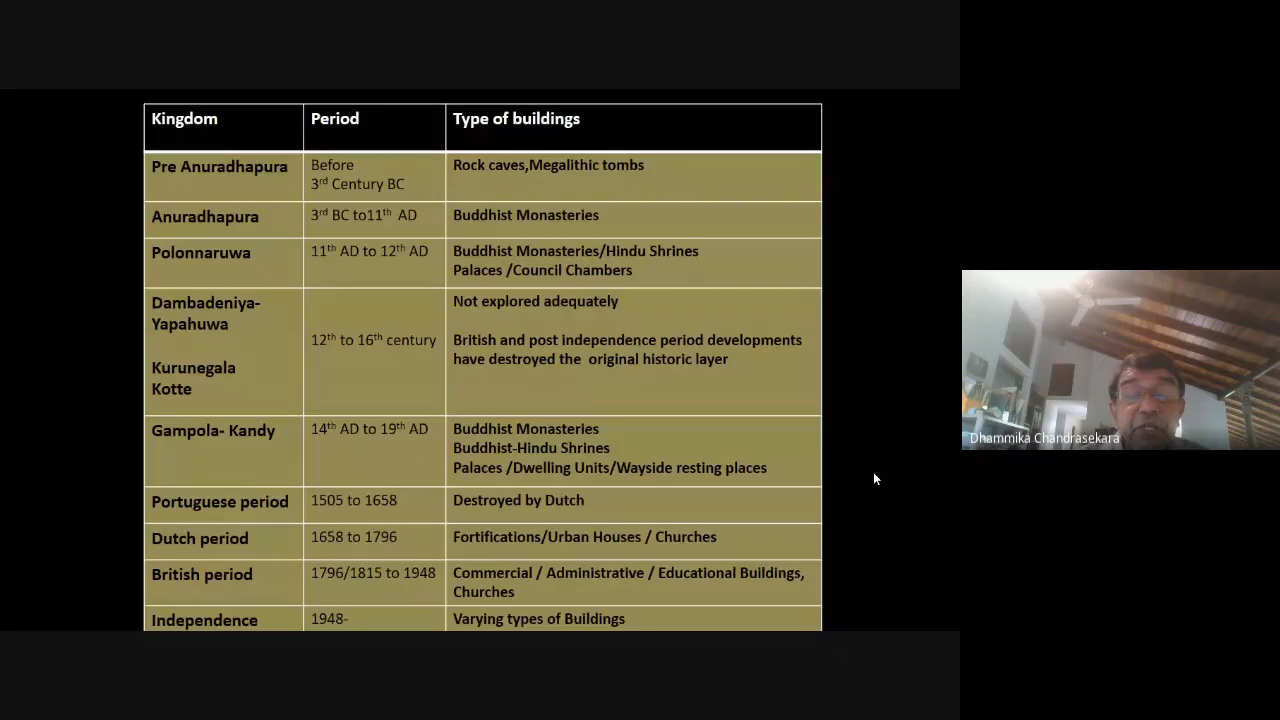 Kingdom Period Type of buildings
Pre Anuradhapura Before Rock caves,Megalithic tombs
3rd Century BC
Anuradhapura 3rd BC to11th AD Buddhist Monasteries
Polonnaruwa 11th AD to 12th AD Buddhist Monasteries/Hindu Shrines
Palaces /Council Chambers
Dambadeniya- Not explored adequately
Yapahuwa
12th to 16th century British and post independence period developments
have destroyed the original historic layer
Kurunegala
Kotte
Gampola- Kandy 14th AD to 19th AD Buddhist Monasteries
Buddhist-Hindu Shrines
Palaces /Dwelling Units/Wayside resting places
Portuguese period 1505 to 1658 Destroyed by Dutch
Dutch period 1658 to 1796 Fortifications/Urban Houses / Churches
British period 1796/1815 to 1948 Commercial / Administrative / Educational Buildings,
Churches
Independence 1948- Varying types of Buildings
Dhammika Chandrasekara